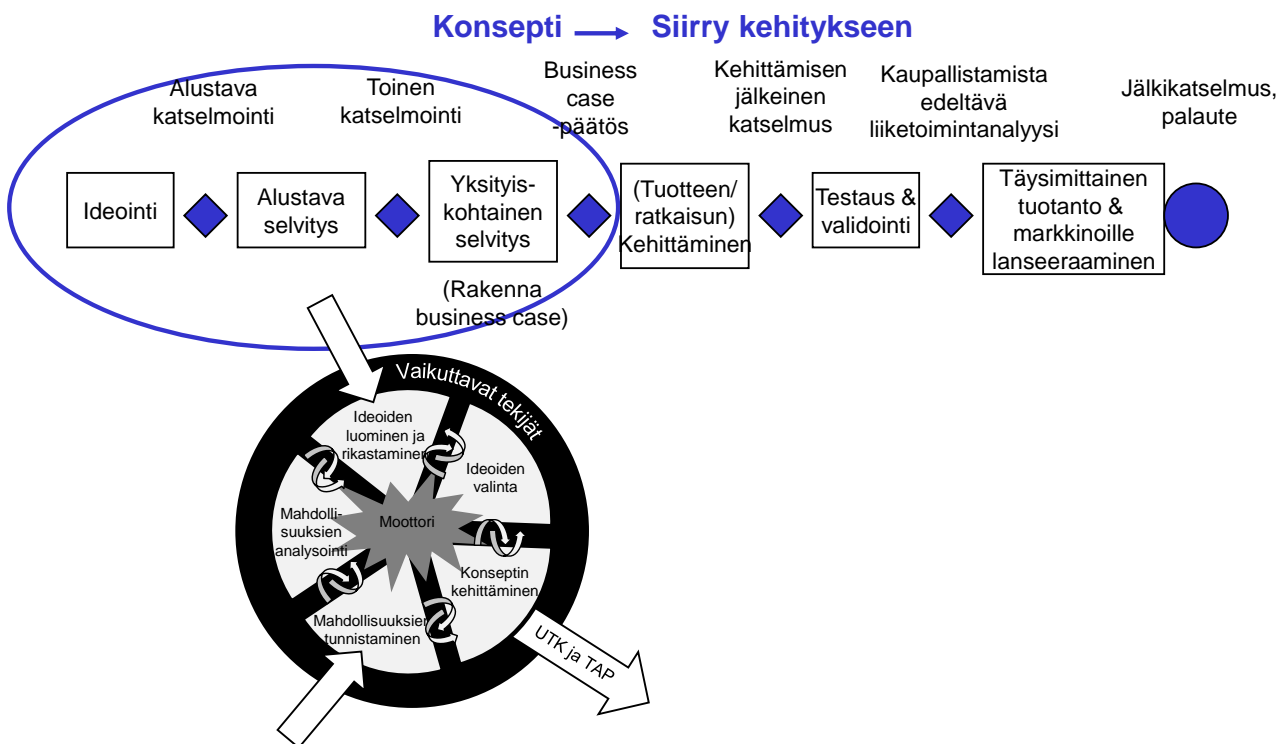 Konsepti → Siirry kehitykseen
Alustava
katselmointi
Toinen
katselmointi
Business
case
-päätös
Kehittämisen
jälkeinen
katselmus
Kaupallistamista
edeltävä
liiketoimintanalyysi
Jälkikatselmus,
palaute
Ideointi
Alustava
selvitys
Yksityis-
kohtainen
selvitys
(Rakenna
business case)
(Tuotteen/
ratkaisun)
Kehittäminen
Testaus &
validointi
Täysimittainen
tuotanto &
markkinoille
lanseeraaminen
Vaikuttavat tekijät
Ideoiden
luominen ja
rikastaminen
Ideoiden
valinta
Moottori
Mahdolli-
suuksien
analysointi
Konseptin
kehittäminen
Mahdollisuuksien
tunnistaminen
UTK ja TAP